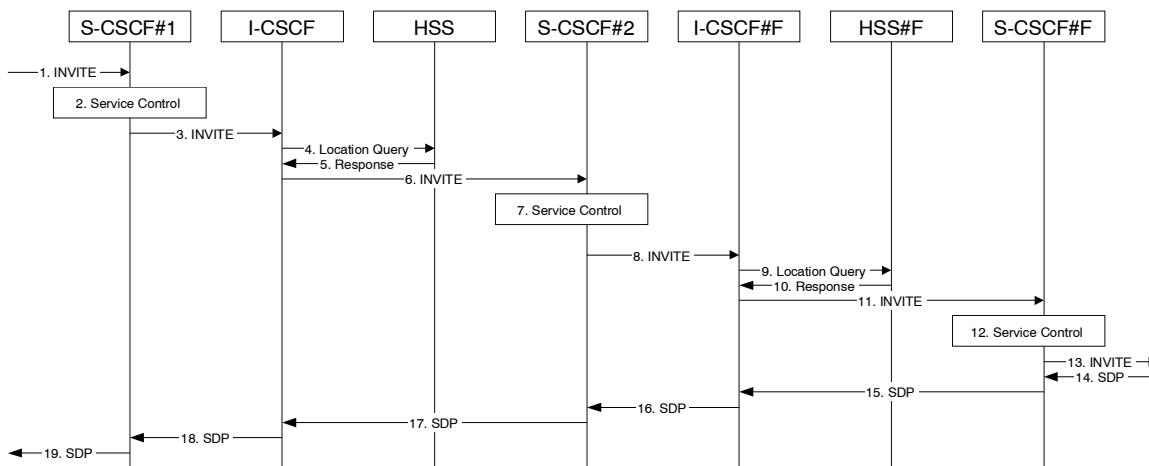 S-CSCF#1
I-CSCF
HSS
S-CSCF#2
I-CSCF#F
HSS#F
S-CSCF#F
1. INVITE
2. Service Control
3. INVITE
4. Location Query
5. Response
6. INVITE
7. Service Control
8. INVITE
9. Location Query
10. Response
11. INVITE
12. Service Control
13. INVITE
14. SDP
15. SDP
16. SDP
17. SDP
18. SDP
19. SDP